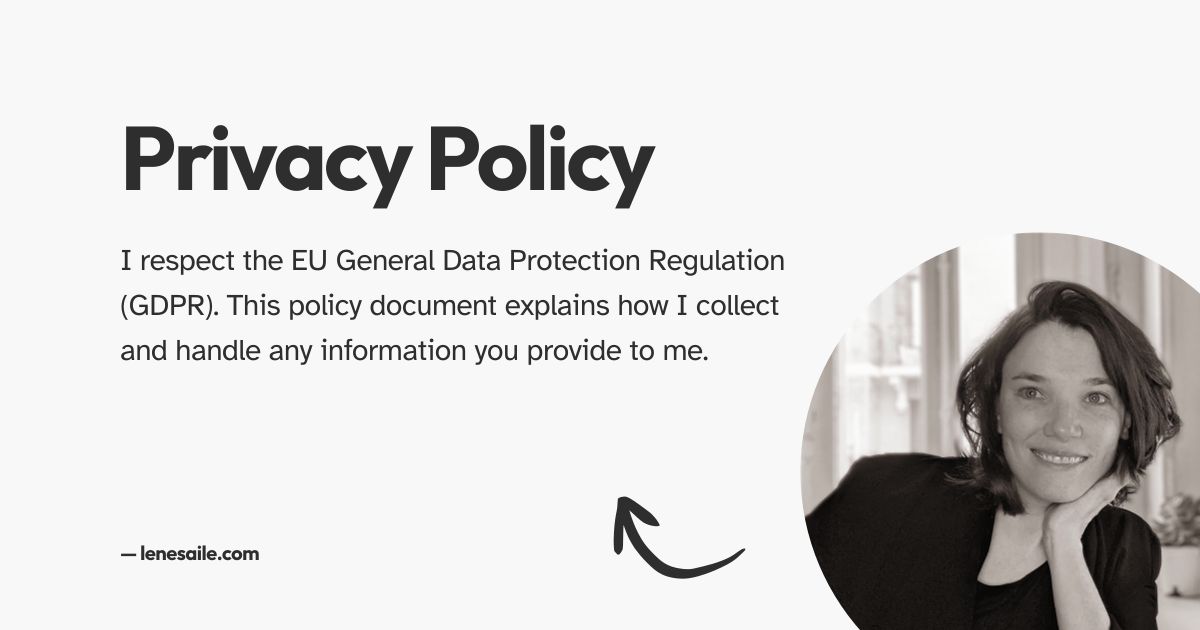 Privacy Policy
I respect the EU General Data Protection Regulation
(GDPR). This policy document explains how I collect
and handle any information you provide to me.
— lenesaile.com